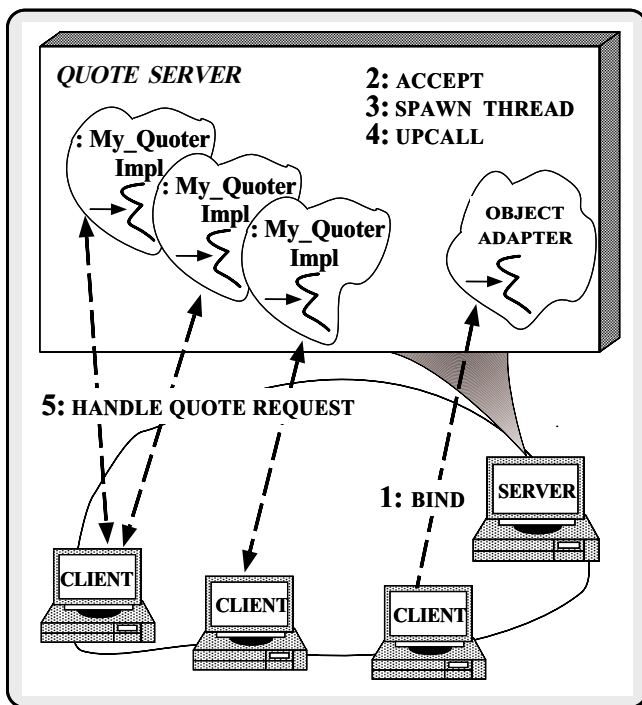 QUOTE SERVER
2: ACCEPT
3: SPAWN THREAD
4: UPCALL
: My_Quoter
Impl
: My_Quoter
Impl
: My_Quoter
Impl
OBJECT
ADAPTER
5: HANDLE QUOTE REQUEST
1: BIND
SERVER
CLIENT
CLIENT
CLIENT